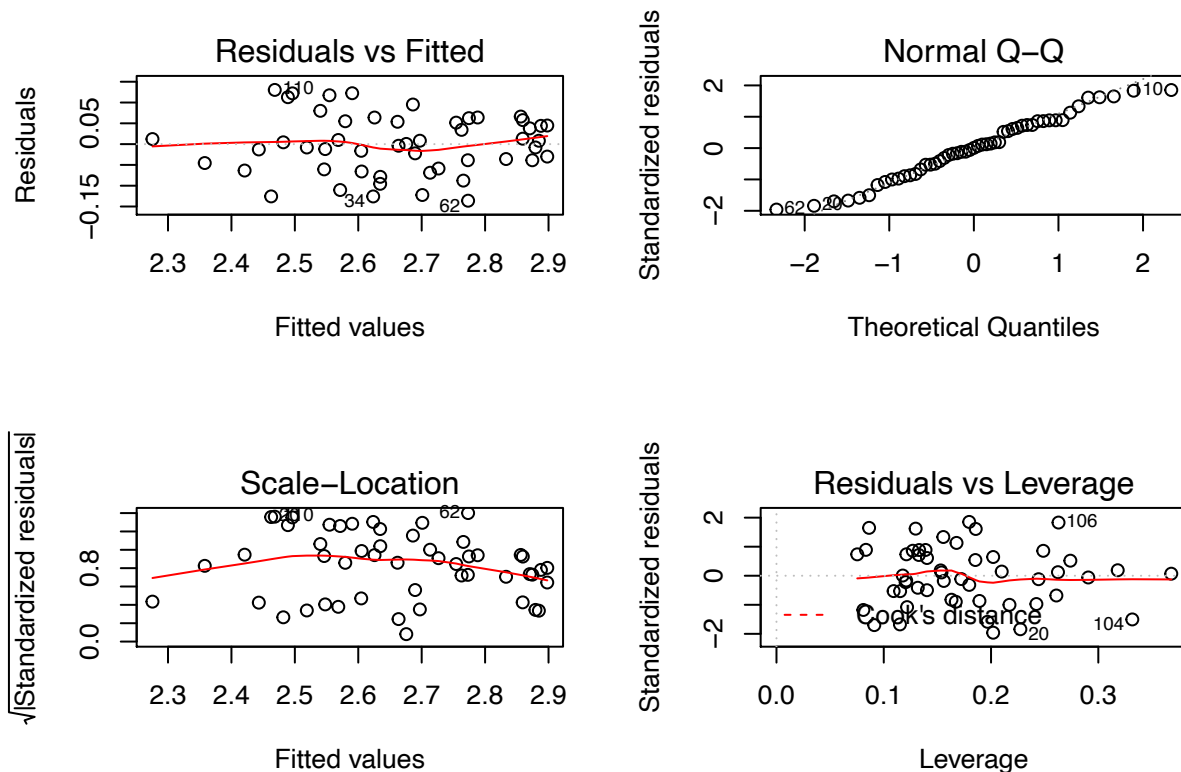 Residuals vs Fitted
Residuals
0.05
−0.15
110
34
62
2.3 2.4 2.5 2.6 2.7 2.8 2.9
Fitted values
Normal Q−Q
Standardized residuals
2
0
−2
110
62
20
−2 −1 0 1 2
Theoretical Quantiles
Scale−Location
√|Standardized residuals|
0.8
0.0
110
62
2.3 2.4 2.5 2.6 2.7 2.8 2.9
Fitted values
Residuals vs Leverage
Standardized residuals
2
0
−2
106
Cook's distance
104
20
0.0 0.1 0.2 0.3
Leverage